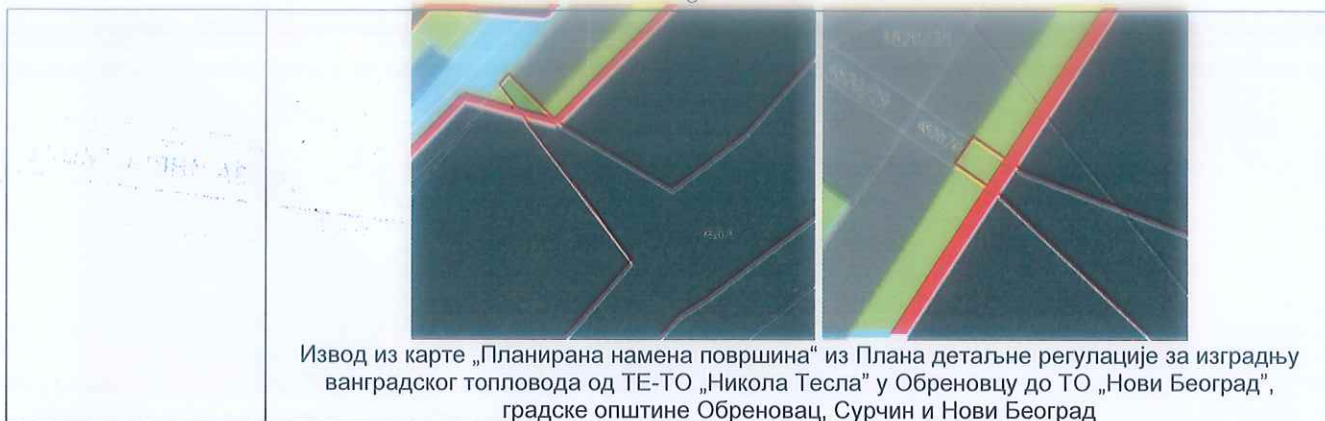 Извод из карте „Планирана намена површина“ из Плана детаљне регулације за изградњу
ванградског топловода од ТЕ-ТО „Никола Тесла” у Обреновцу до ТО „Нови Београд”,
градске општине Обреновац, Сурчин и Нови Београд